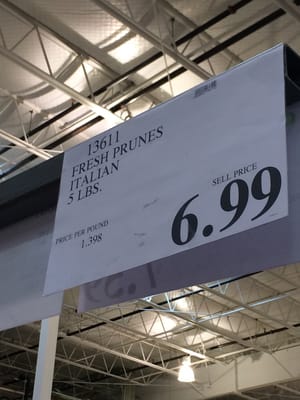 13611
FRESH PRUNES
ITALIAN
5 LBS.
SELL PRICE
6.99
PRICE PER POUND
1.398